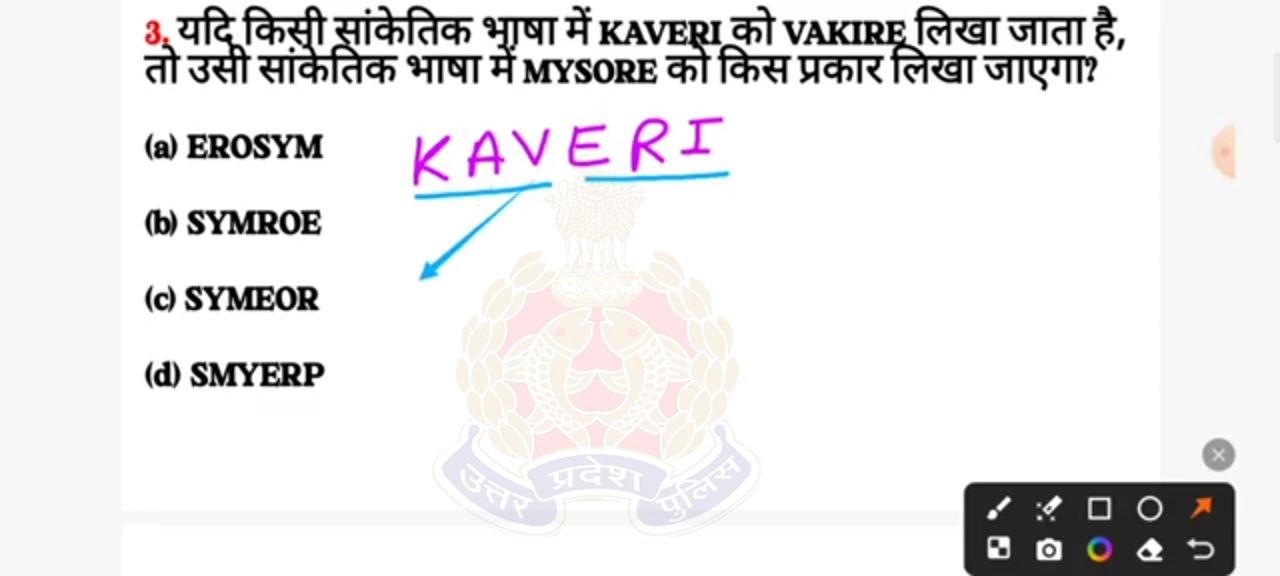 3. यदि किसी सांकेतिक भाषा में KAVERI को VAKIRE लिखा जाता है,
तो उसी सांकेतिक भाषा में MYSORE को किस प्रकार लिखा जाएगा?
(a) EROSYM
KAVERI
(b) SYMROE
(c) SYMEOR
(d) SMYERP
उत्तर प्रदेश पुलिस